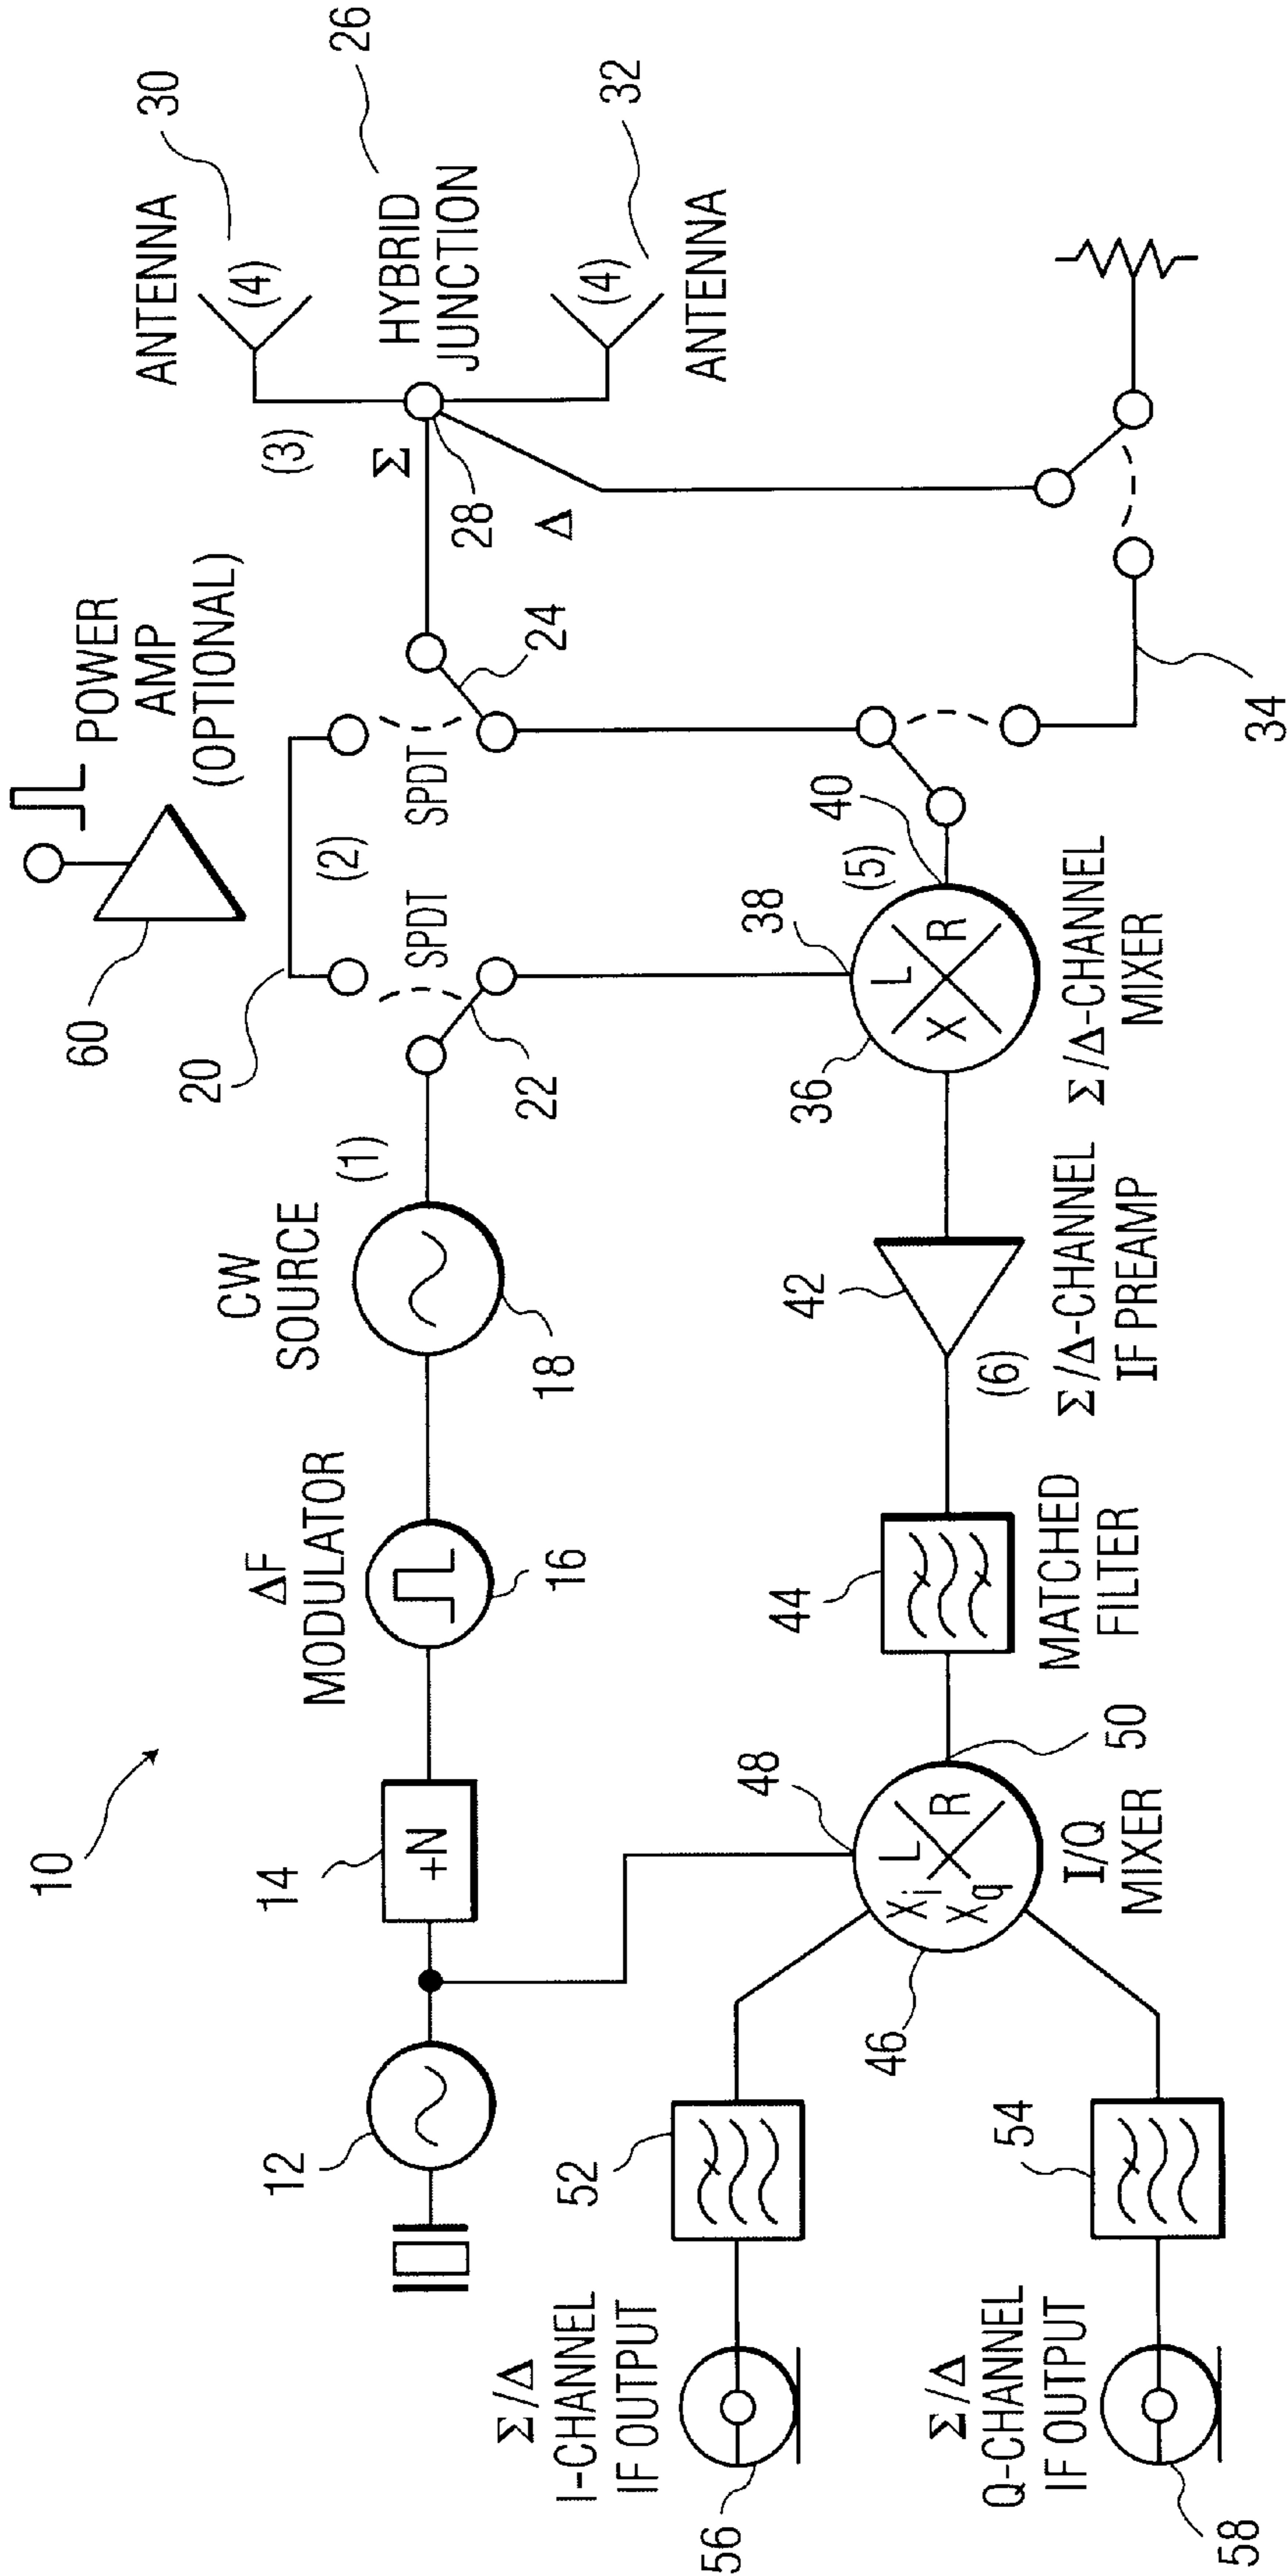 10
12
14
+N
ΔF
MODULATOR
16
CW
SOURCE
18
(1)
20
22
SPDT
(2)
SPDT
24
60
POWER
AMP
(OPTIONAL)
ANTENNA
30
(4)
(3)
Σ
28
Δ
HYBRID
JUNCTION
26
(4)
32
ANTENNA
34
40
(5)
38
L
X
R
36
Σ/Δ-CHANNEL
MIXER
42
(6)
Σ/Δ-CHANNEL
IF PREAMP
44
MATCHED
FILTER
48
50
L
R
Xi
Xq
46
I/Q
MIXER
52
54
Σ/Δ
I-CHANNEL
IF OUTPUT
56
Σ/Δ
Q-CHANNEL
IF OUTPUT
58